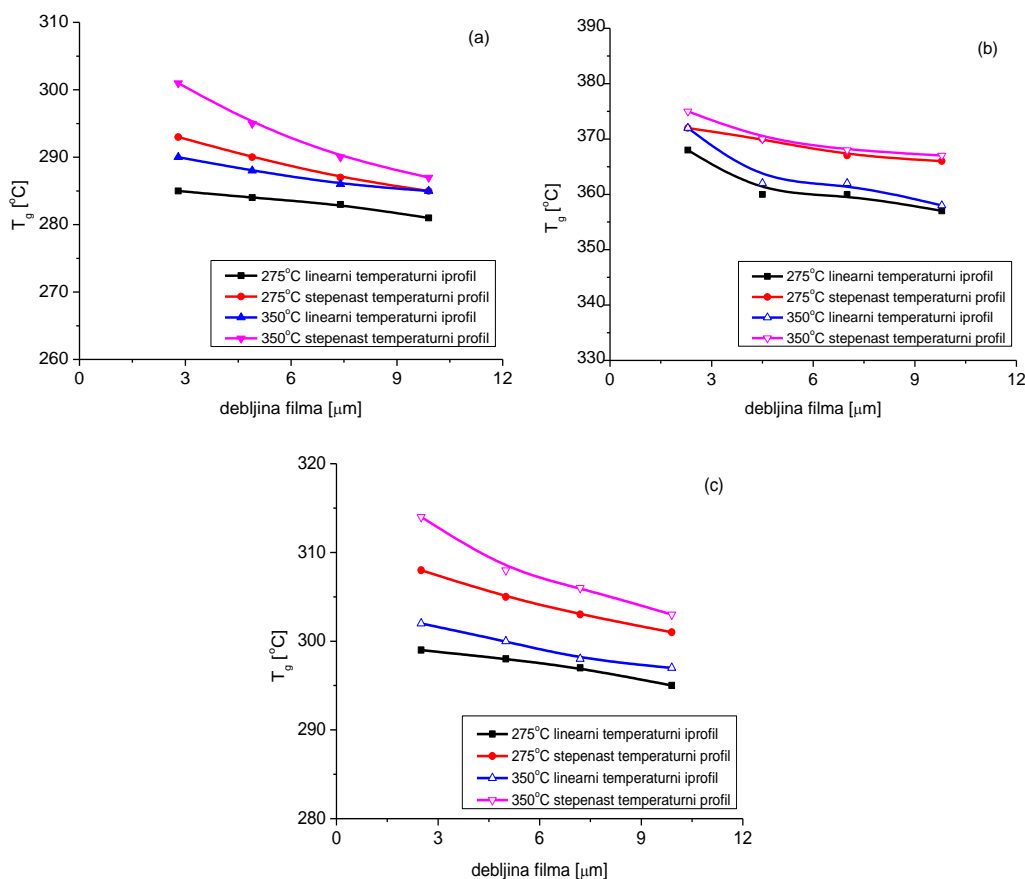 (a)
300
290
280
270
260
T_g [°C]
275°C linearni temperaturni iprofil
275°C stepenast temperaturni profil
350°C linearni temperaturni iprofil
350°C stepenast temperaturni profil
0 3 6 9 12
debljina filma [μm]
(b)
390
380
370
360
350
340
330
T_g [°C]
275°C linearni temperaturni iprofil
275°C stepenast temperaturni profil
350°C linearni temperaturni iprofil
350°C stepenast temperaturni profil
0 3 6 9 12
debljina filma [μm]
(c)
320
310
300
290
280
T_g [°C]
275°C linearni temperaturni iprofil
275°C stepenast temperaturni profil
350°C linearni temperaturni iprofil
350°C stepenast temperaturni profil
0 3 6 9 12
debljina filma [μm]